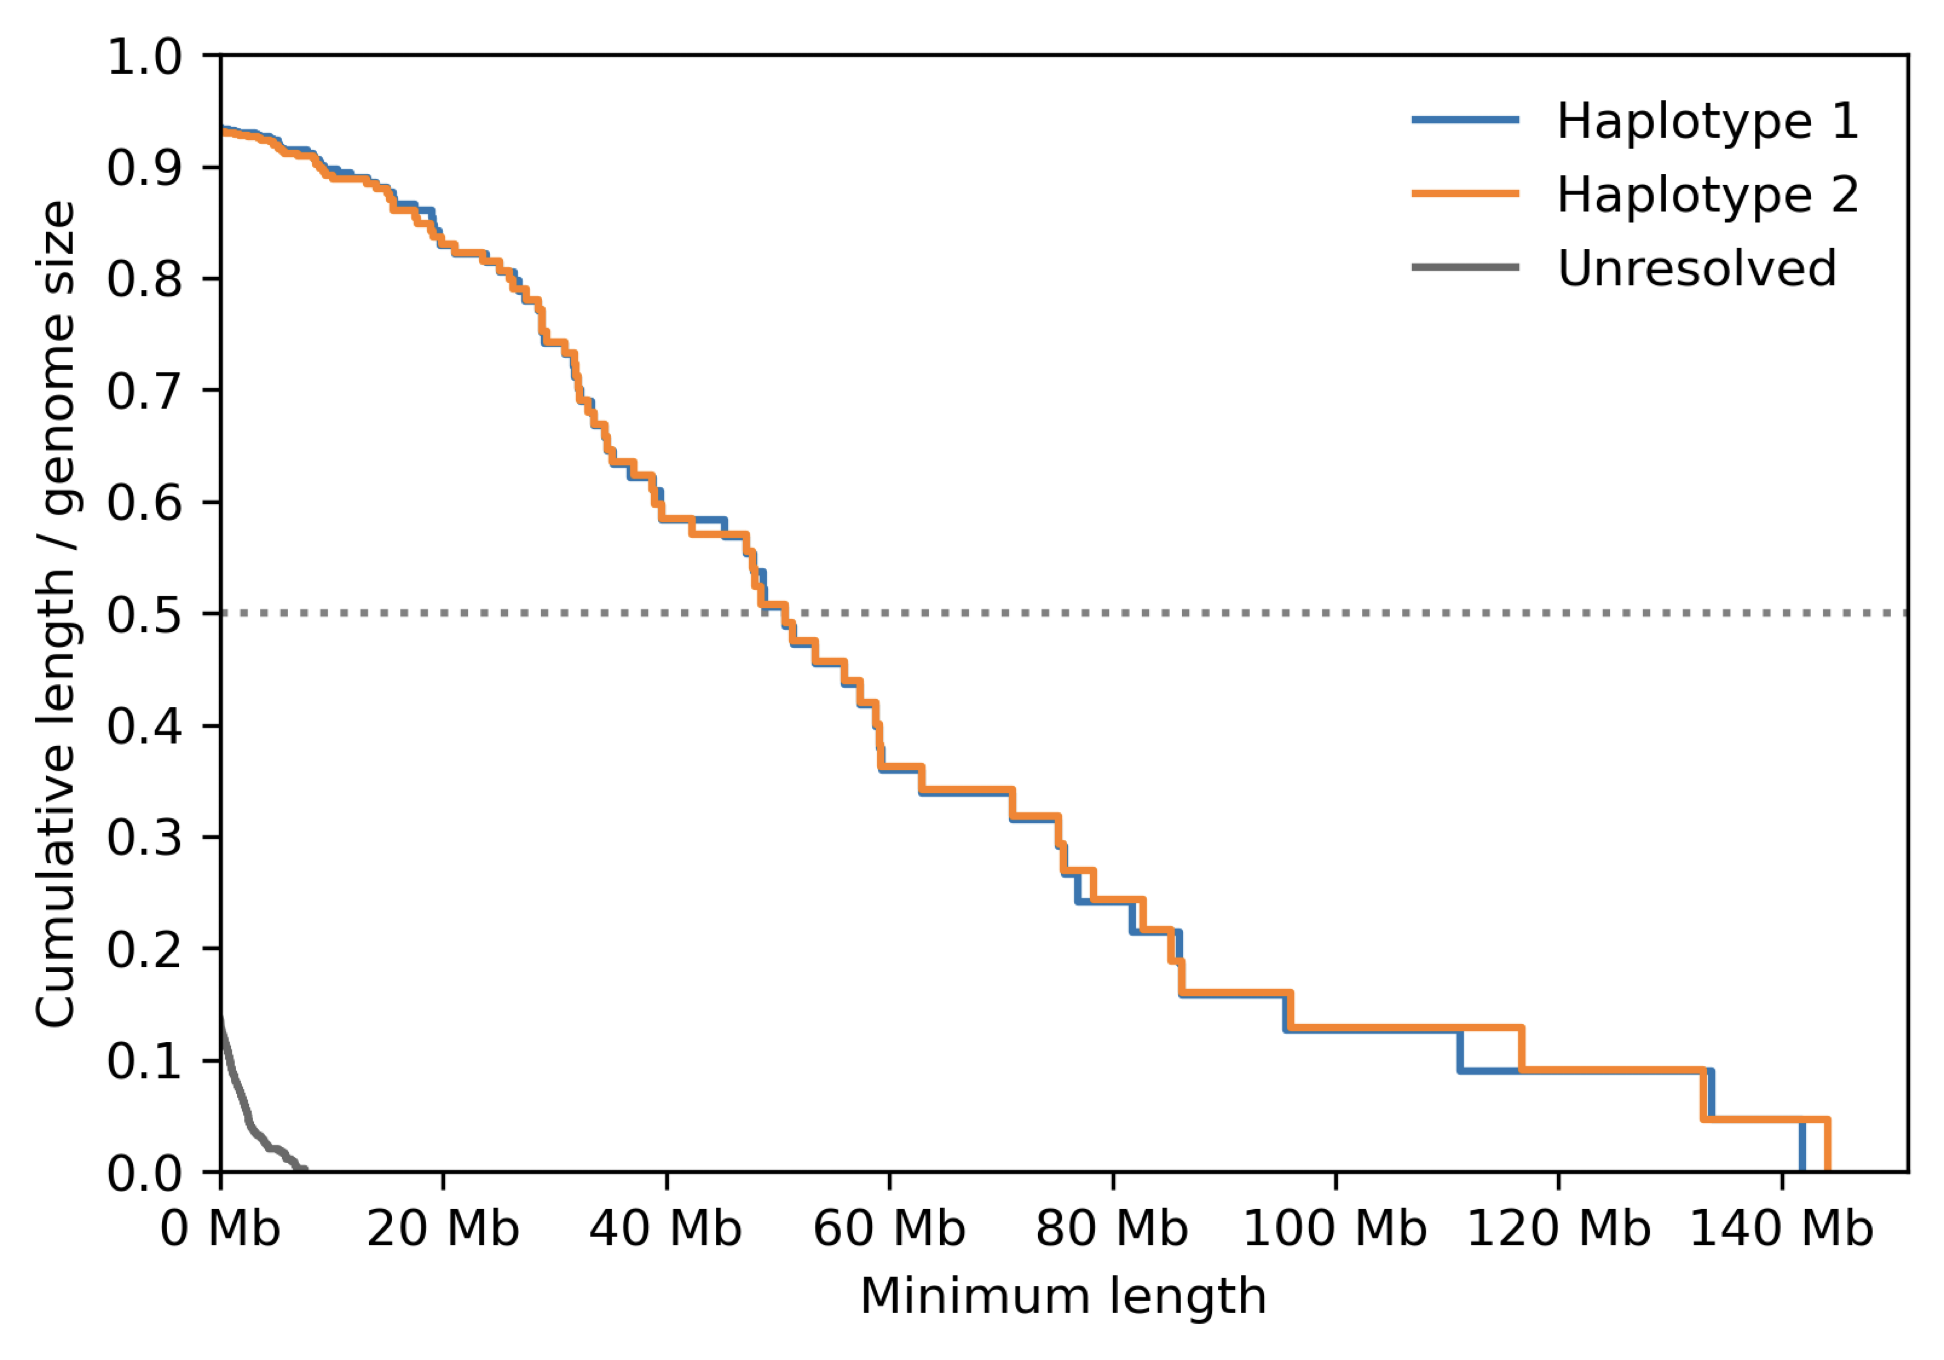 1.0
0.9
0.8
0.7
0.6
0.5
0.4
0.3
0.2
0.1
0.0
Cumulative length / genome size
Haplotype 1
Haplotype 2
Unresolved
0 Mb 20 Mb 40 Mb 60 Mb 80 Mb 100 Mb 120 Mb 140 Mb
Minimum length